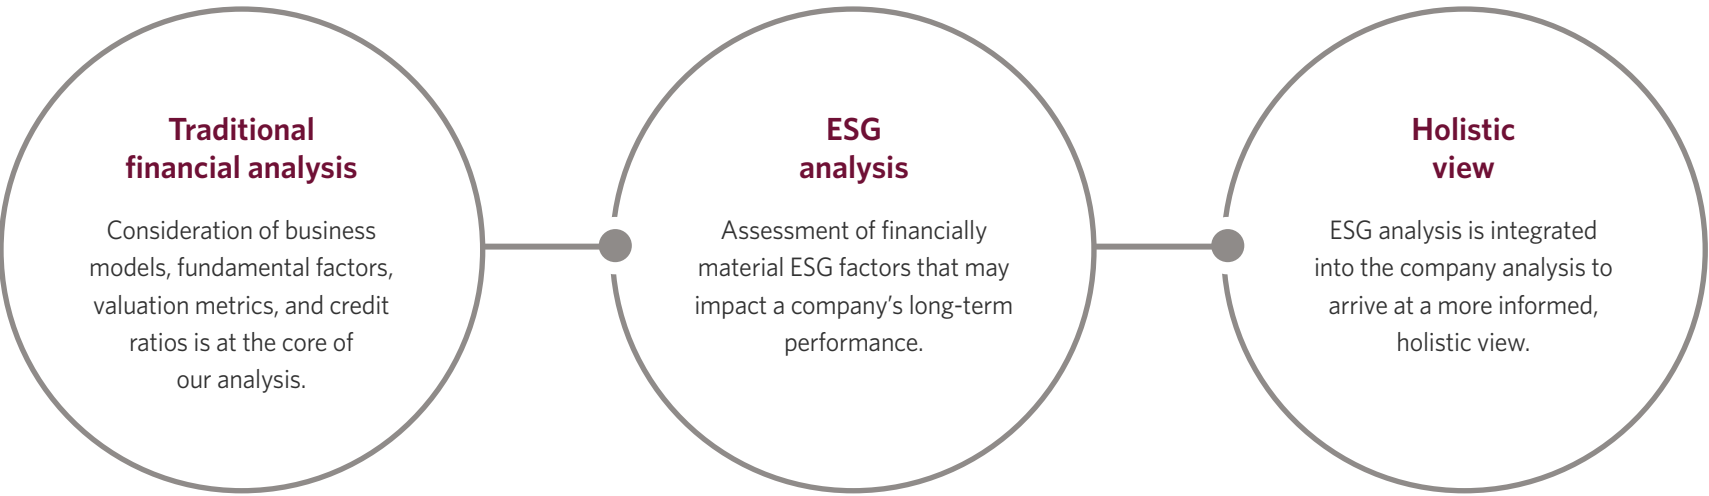 Traditional
financial analysis
Consideration of business
models, fundamental factors,
valuation metrics, and credit
ratios is at the core of
our analysis.
ESG
analysis
Assessment of financially
material ESG factors that may
impact a company’s long-term
performance.
Holistic
view
ESG analysis is integrated
into the company analysis to
arrive at a more informed,
holistic view.